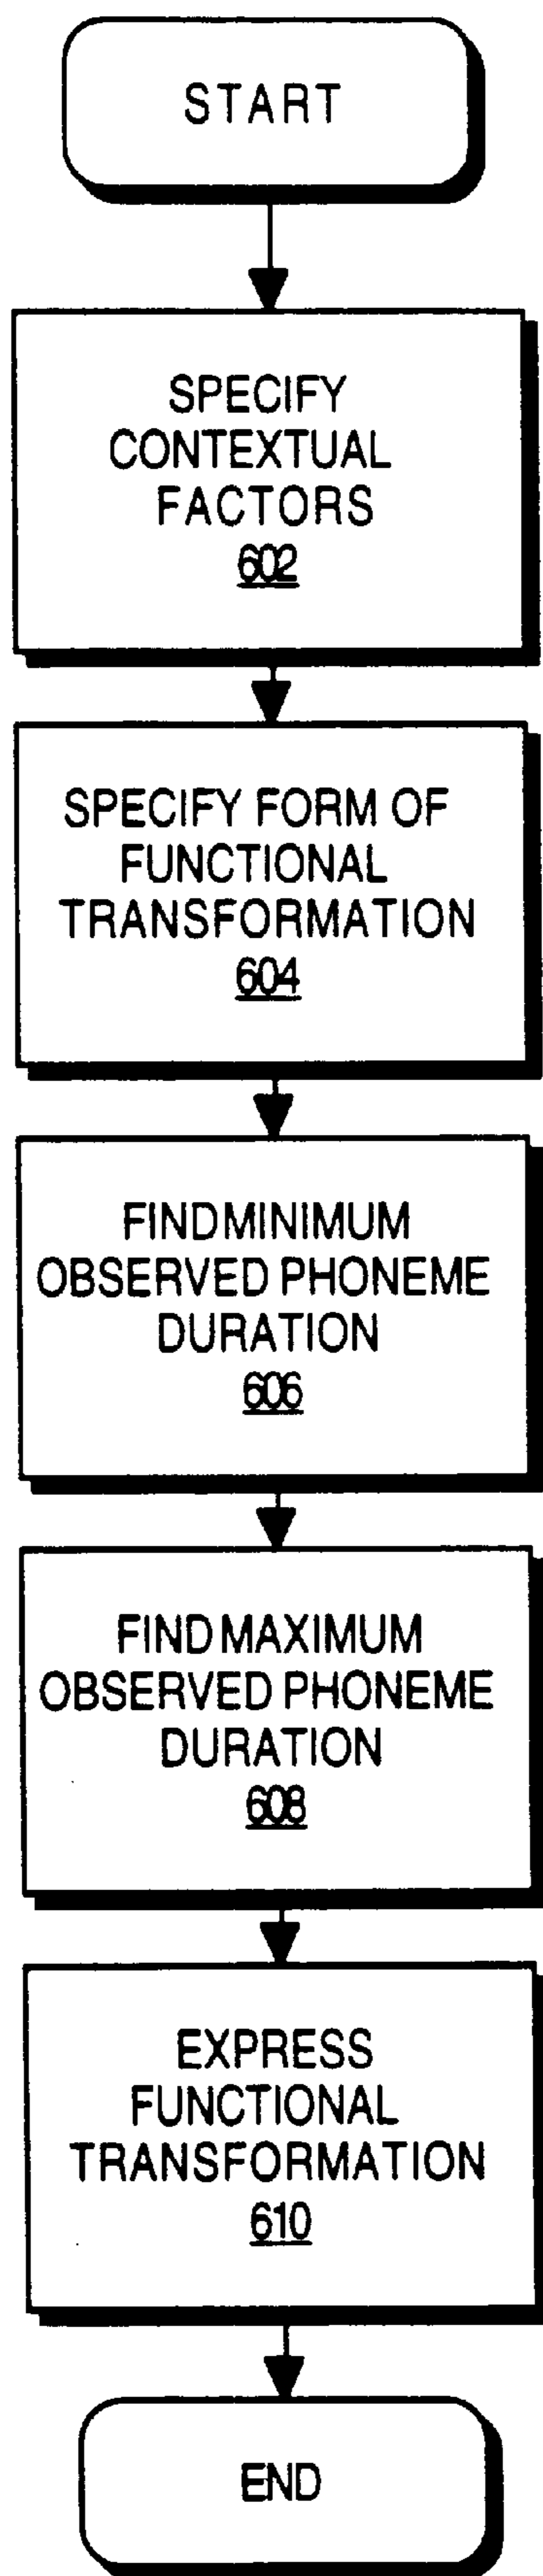 START
SPECIFY
CONTEXTUAL
FACTORS
602
SPECIFY FORM OF
FUNCTIONAL
TRANSFORMATION
604
FIND MINIMUM
OBSERVED PHONEME
DURATION
606
FIND MAXIMUM
OBSERVED PHONEME
DURATION
608
EXPRESS
FUNCTIONAL
TRANSFORMATION
610
END